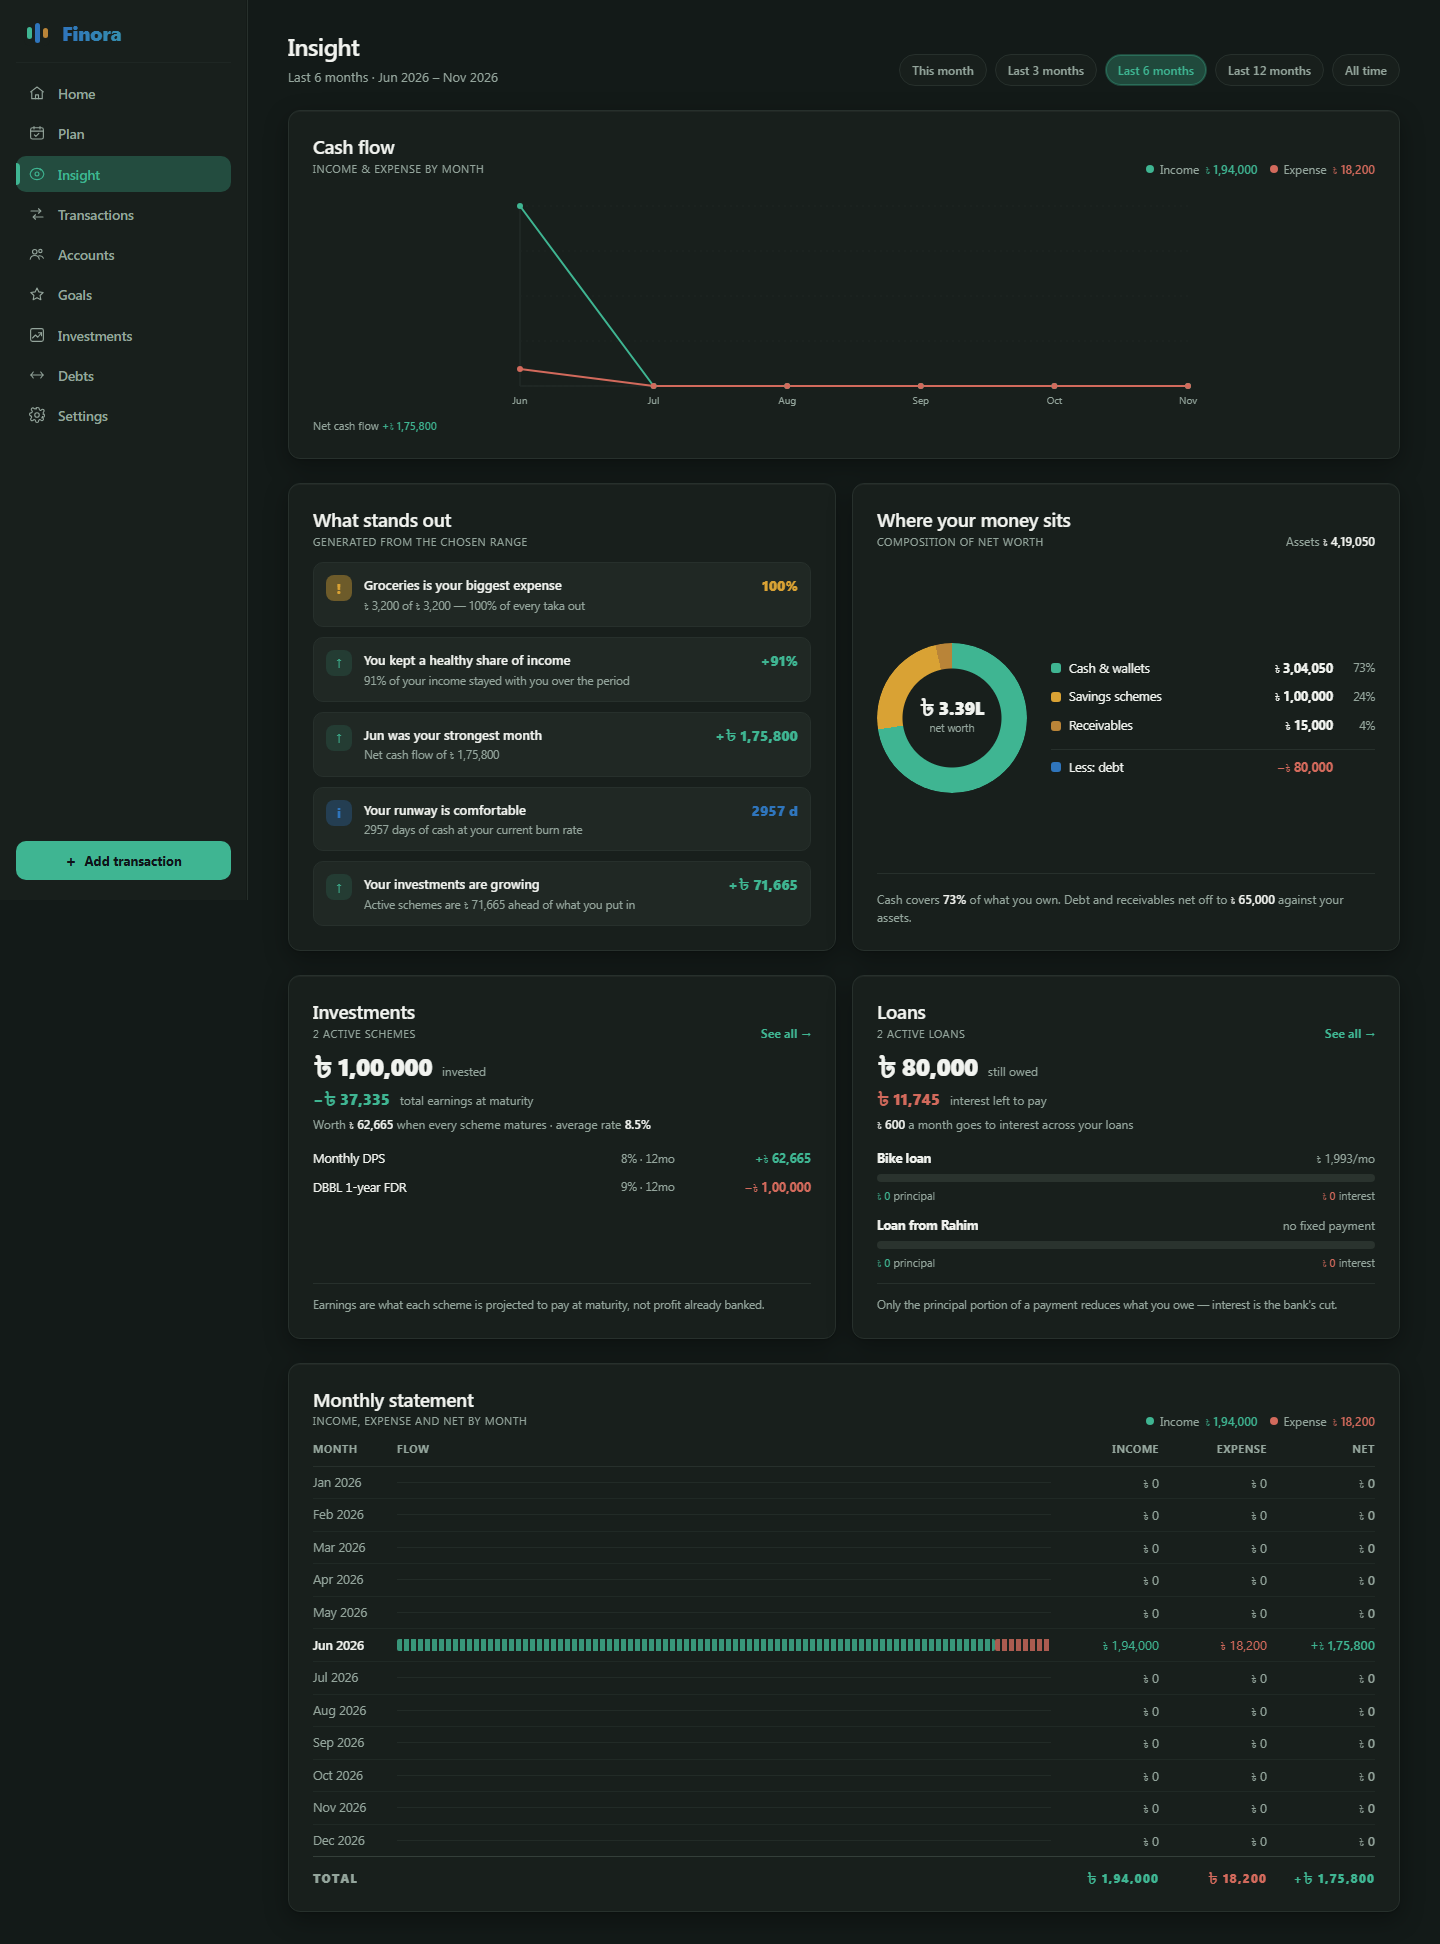 Finora
Home
Plan
Insight
Transactions
Accounts
Goals
Investments
Debts
Settings
+ Add transaction
Insight
Last 6 months · Jun 2026 – Nov 2026
This month
Last 3 months
Last 6 months
Last 12 months
All time
Cash flow
INCOME & EXPENSE BY MONTH
Income ৳ 1,94,000 Expense ৳ 18,200
Jun Jul Aug Sep Oct Nov
Net cash flow +৳ 1,75,800
What stands out
GENERATED FROM THE CHOSEN RANGE
! Groceries is your biggest expense 100%
৳ 3,200 of ৳ 3,200 — 100% of every taka out
↑ You kept a healthy share of income +91%
91% of your income stayed with you over the period
↑ Jun was your strongest month +৳ 1,75,800
Net cash flow of ৳ 1,75,800
i Your runway is comfortable 2957 d
2957 days of cash at your current burn rate
↑ Your investments are growing +৳ 71,665
Active schemes are ৳ 71,665 ahead of what you put in
Where your money sits
COMPOSITION OF NET WORTH
Assets ৳ 4,19,050
৳ 3.39L
net worth
Cash & wallets ৳ 3,04,050 73%
Savings schemes ৳ 1,00,000 24%
Receivables ৳ 15,000 4%
Less: debt −৳ 80,000
Cash covers 73% of what you own. Debt and receivables net off to ৳ 65,000 against your
assets.
Investments
2 ACTIVE SCHEMES See all →
৳ 1,00,000 invested
−৳ 37,335 total earnings at maturity
Worth ৳ 62,665 when every scheme matures · average rate 8.5%
Monthly DPS 8% · 12mo +৳ 62,665
DBBL 1-year FDR 9% · 12mo −৳ 1,00,000
Earnings are what each scheme is projected to pay at maturity, not profit already banked.
Loans
2 ACTIVE LOANS See all →
৳ 80,000 still owed
৳ 11,745 interest left to pay
৳ 600 a month goes to interest across your loans
Bike loan ৳ 1,993/mo
৳ 0 principal ৳ 0 interest
Loan from Rahim no fixed payment
৳ 0 principal ৳ 0 interest
Only the principal portion of a payment reduces what you owe — interest is the bank's cut.
Monthly statement
INCOME, EXPENSE AND NET BY MONTH
Income ৳ 1,94,000 Expense ৳ 18,200
MONTH FLOW INCOME EXPENSE NET
Jan 2026 ৳ 0 ৳ 0 ৳ 0
Feb 2026 ৳ 0 ৳ 0 ৳ 0
Mar 2026 ৳ 0 ৳ 0 ৳ 0
Apr 2026 ৳ 0 ৳ 0 ৳ 0
May 2026 ৳ 0 ৳ 0 ৳ 0
Jun 2026 ৳ 1,94,000 ৳ 18,200 +৳ 1,75,800
Jul 2026 ৳ 0 ৳ 0 ৳ 0
Aug 2026 ৳ 0 ৳ 0 ৳ 0
Sep 2026 ৳ 0 ৳ 0 ৳ 0
Oct 2026 ৳ 0 ৳ 0 ৳ 0
Nov 2026 ৳ 0 ৳ 0 ৳ 0
Dec 2026 ৳ 0 ৳ 0 ৳ 0
TOTAL ৳ 1,94,000 ৳ 18,200 +৳ 1,75,800